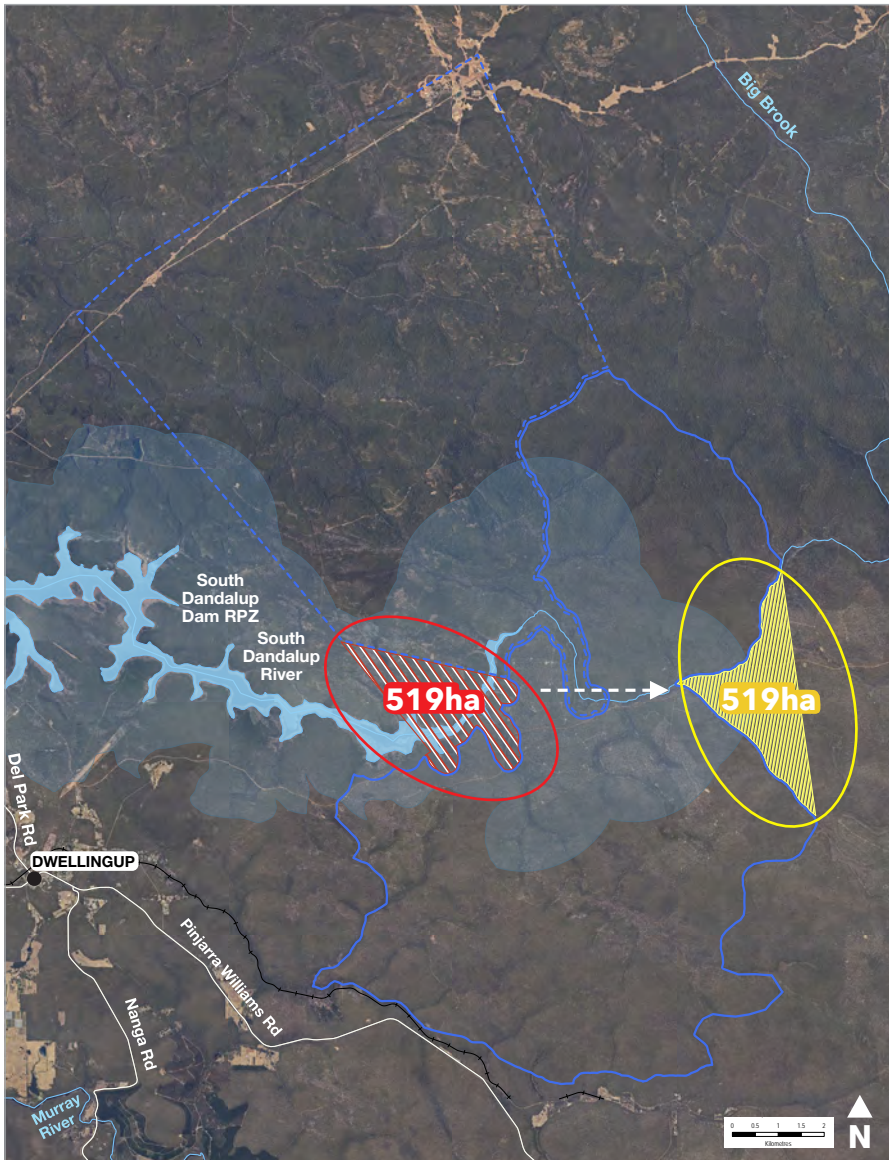 Big Brook
South
Dandalup
Dam RPZ
South
Dandalup
River
519ha
519ha
Del Park Rd
DWELLINGUP
Pinjarra Williams Rd
Nanga Rd
Murray
River
0 0.5 1 1.5 2
Kilometres
N